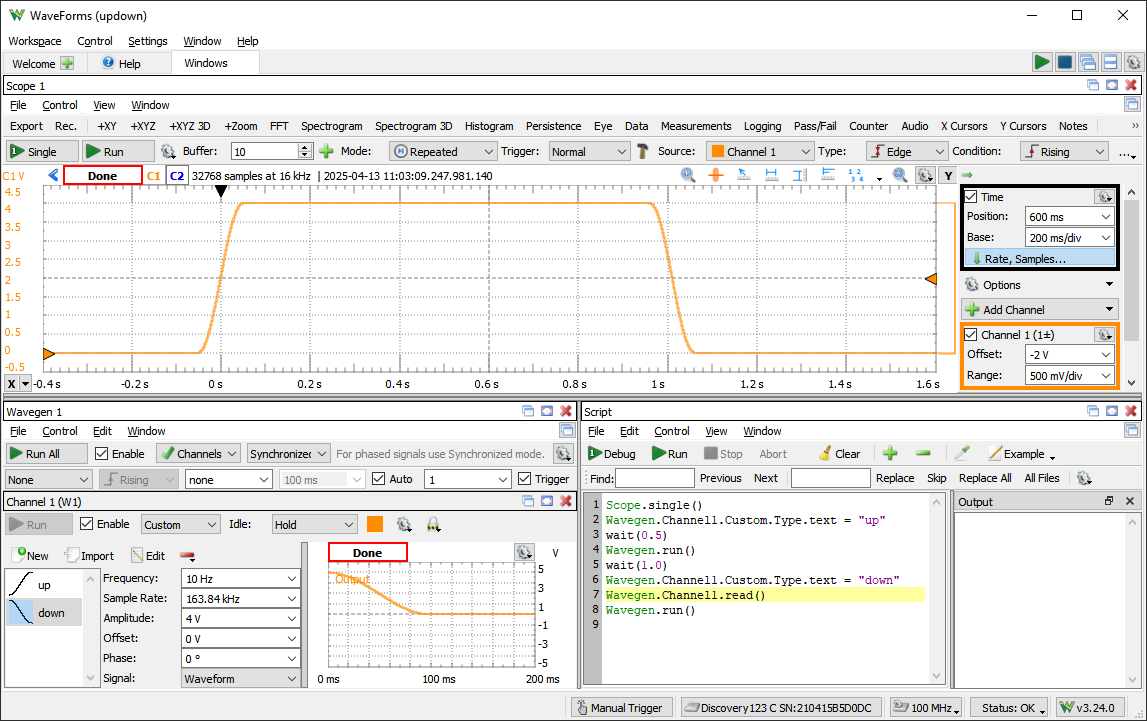 WaveForms (updown)
Workspace Control Settings Window Help
Welcome Help Windows
Scope 1
File Control View Window
Export Rec. +XY +XYZ +XYZ 3D +Zoom FFT Spectrogram Spectrogram 3D Histogram Persistence Eye Data Measurements Logging Pass/Fail Counter Audio X Cursors Y Cursors Notes »
Single Run Buffer: 10 Mode: Repeated Trigger: Normal Source: Channel 1 Type: Edge Condition: Rising ...
C1 V Done C1 C2 32768 samples at 16 kHz | 2025-04-13 11:03:09.247.981.140 Y
4.5
4
3.5
3
2.5
2
1.5
1
0.5
0
-0.5
X -0.4 s -0.2 s 0 s 0.2 s 0.4 s 0.6 s 0.8 s 1 s 1.2 s 1.4 s 1.6 s
Time
Position: 600 ms
Base: 200 ms/div
Rate, Samples...
Options
Add Channel
Channel 1 (1±)
Offset: -2 V
Range: 500 mV/div
Wavegen 1
File Control Edit Window
Run All Enable Channels Synchronized For phased signals use Synchronized mode.
None Rising none 100 ms Auto 1 Trigger
Channel 1 (W1)
Run Enable Custom Idle: Hold
New Import Edit
up
down
Frequency: 10 Hz
Sample Rate: 163.84 kHz
Amplitude: 4 V
Offset: 0 V
Phase: 0 °
Signal: Waveform
Done V
Output
5
3
1
-1
-3
-5
0 ms 100 ms 200 ms
Script
File Edit Control View Window
Debug Run Stop Abort Clear Example
Find: Previous Next Replace Skip Replace All All Files
1 Scope.single()
2 Wavegen.Channel1.Custom.Type.text = "up"
3 wait(0.5)
4 Wavegen.run()
5 wait(1.0)
6 Wavegen.Channel1.Custom.Type.text = "down"
7 Wavegen.Channel1.read()
8 Wavegen.run()
9
Output
Manual Trigger Discovery123 C SN:210415B5D0DC 100 MHz Status: OK v3.24.0